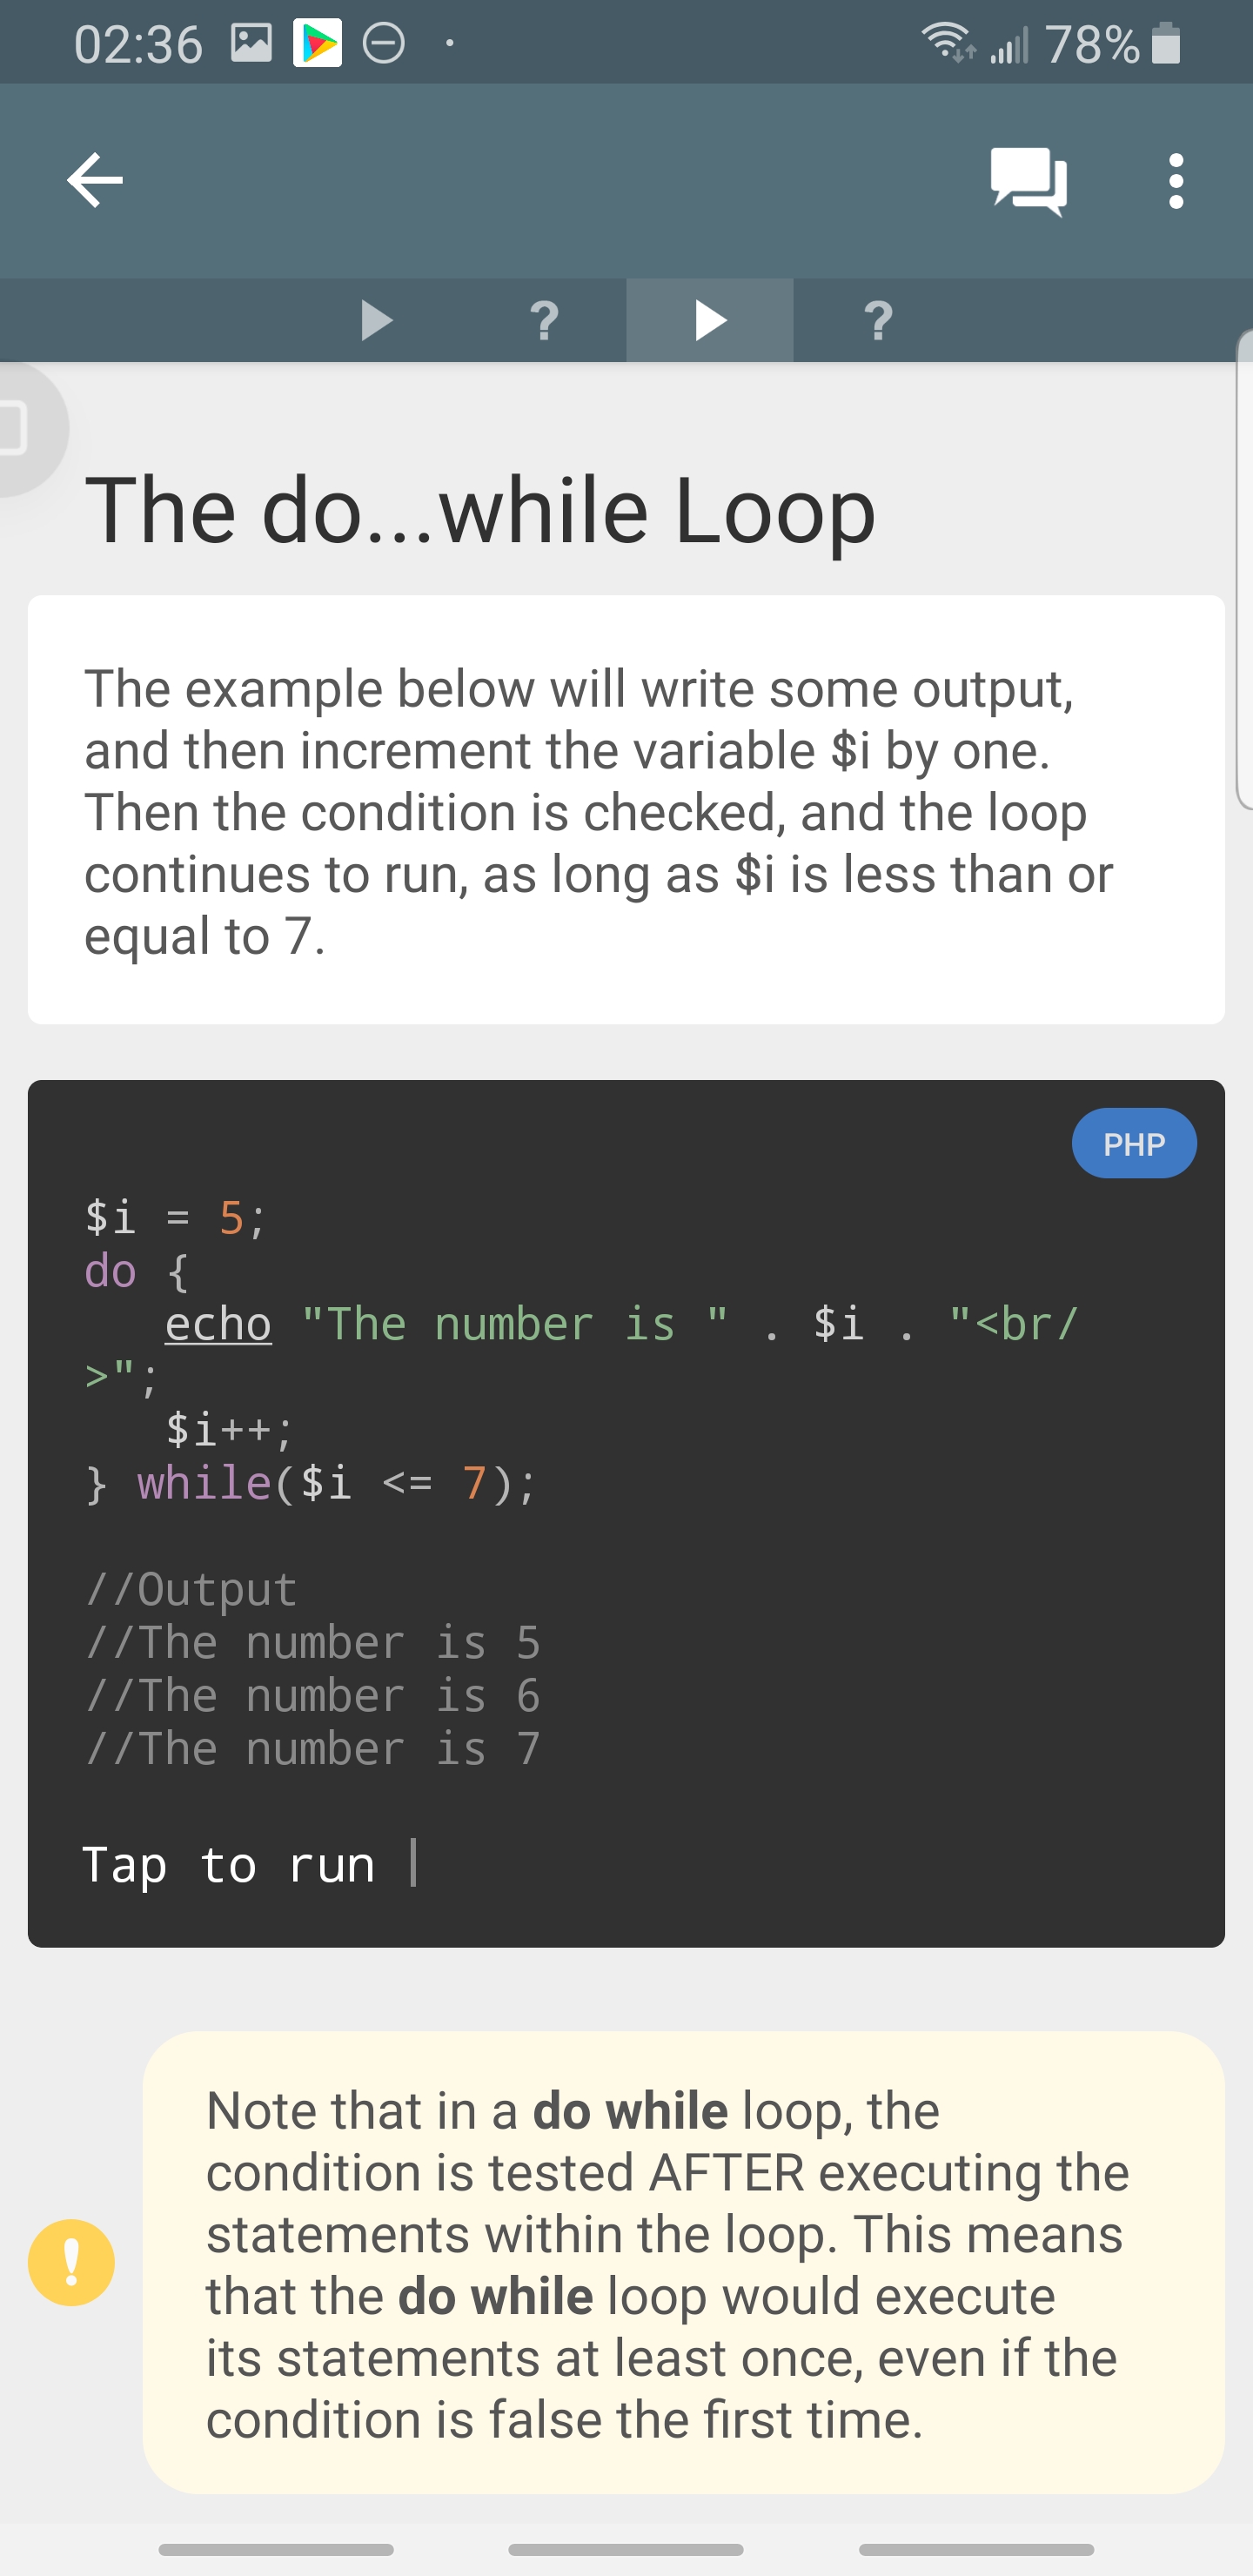 02:36
78%
?
?
The do...while Loop
The example below will write some output,
and then increment the variable $i by one.
Then the condition is checked, and the loop
continues to run, as long as $i is less than or
equal to 7.
PHP
$i = 5;
do {
    echo "The number is " . $i . "<br/
>";
    $i++;
} while($i <= 7);
//Output
//The number is 5
//The number is 6
//The number is 7
Tap to run
Note that in a do while loop, the
condition is tested AFTER executing the
statements within the loop. This means
that the do while loop would execute
its statements at least once, even if the
condition is false the first time.